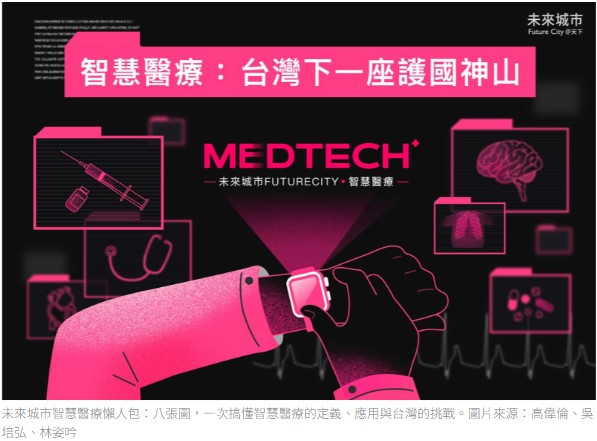 未來城市
Future City@天下
智慧醫療：台灣下一座護國神山
MEDTECH
未來城市FUTURECITY智慧醫療
未來城市智慧醫療懶人包：八張圖，一次搞懂智慧醫療的定義、應用與台灣的挑戰。圖片來源：高偉倫、吳
培弘、林姿吟